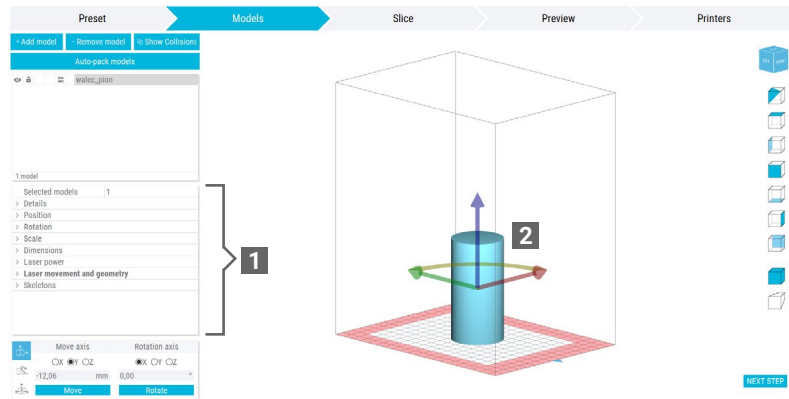 Preset Models Slice Preview Printers
+Add model - Remove model Show Collisions
Auto-pack models
walec_pion
1 model
Selected models 1
> Details
> Position
> Rotation
> Scale
> Dimensions
> Laser power
> Laser movement and geometry
> Skeletons
1
2
Move axis Rotation axis
X Y Z X Y Z
-12,06 mm 0,00 °
Move Rotate
NEXT STEP